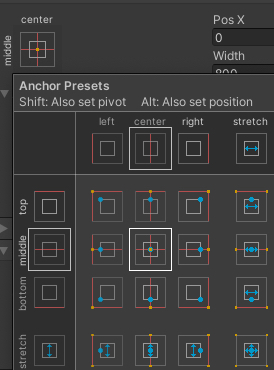 center
Pos X
middle
0
Width
Anchor Presets
Shift: Also set pivot Alt: Also set position
left center right stretch
top
middle
bottom
stretch